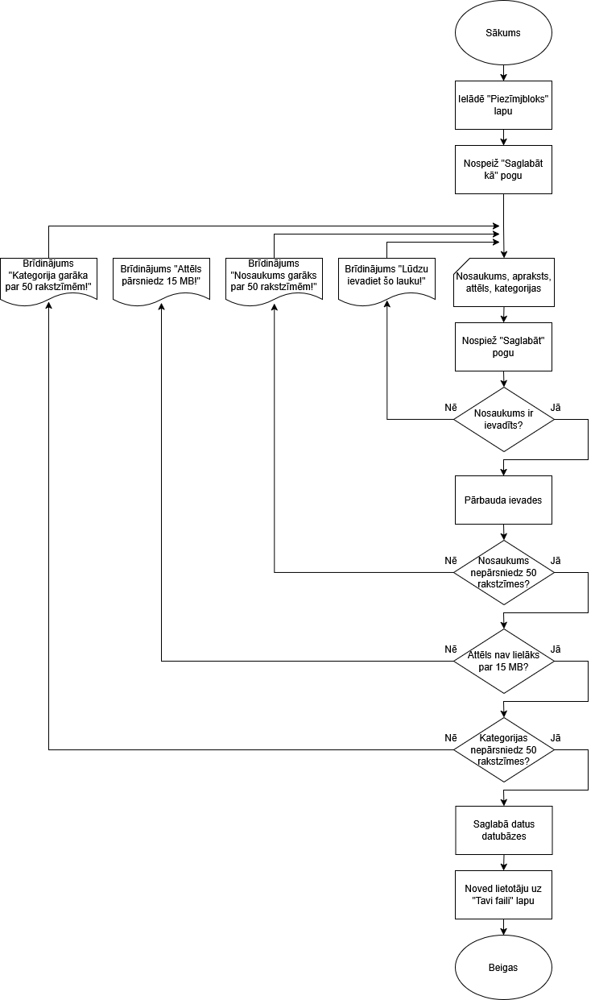 Sākums
Ielādē "Piezīmjbloks"
lapu
Nospeiž "Saglabāt
kā" pogu
Brīdinājums
"Kategorija garāka
par 50 rakstzīmēm!"
Brīdinājums "Attēls
pārsniedz 15 MB!"
Brīdinājums
"Nosaukums garāks
par 50 rakstzīmēm!"
Brīdinājums "Lūdzu
ievadiet šo lauku!"
Nosaukums, apraksts,
attēls, kategorijas
Nospiež "Saglabāt"
pogu
Nē
Nosaukums ir
ievadīts?
Jā
Pārbauda ievades
Nē
Nosaukums
nepārsniedz 50
rakstzīmes?
Jā
Nē
Attēls nav lielāks
par 15 MB?
Jā
Nē
Kategorijas
nepārsniedz 50
rakstzīmes?
Jā
Saglabā datus
datubāzes
Noved lietotāju uz
"Tavi faili" lapu
Beigas